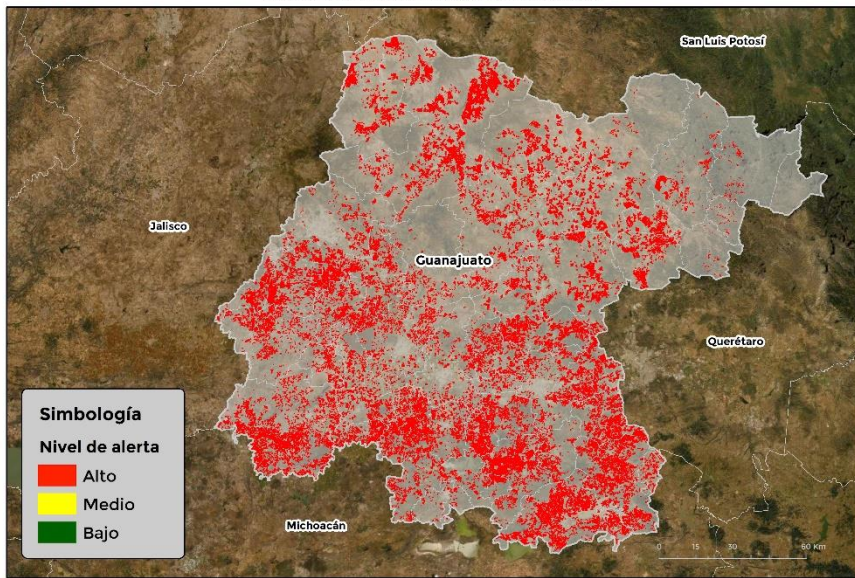 San Luis Potosí
Jalisco
Guanajuato
Querétaro
Simbología
Nivel de alerta
Alto
Medio
Bajo
Michoacán
0 15 30 60 Km